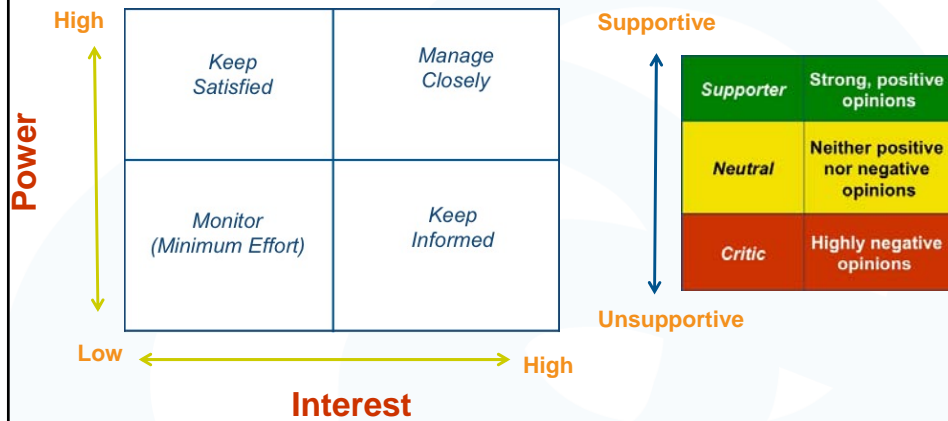 High
Power
Keep
Satisfied
Manage
Closely
Monitor
(Minimum Effort)
Keep
Informed
Low
High
Interest
Supportive
Unsupportive
Supporter
Strong, positive
opinions
Neutral
Neither positive
nor negative
opinions
Critic
Highly negative
opinions